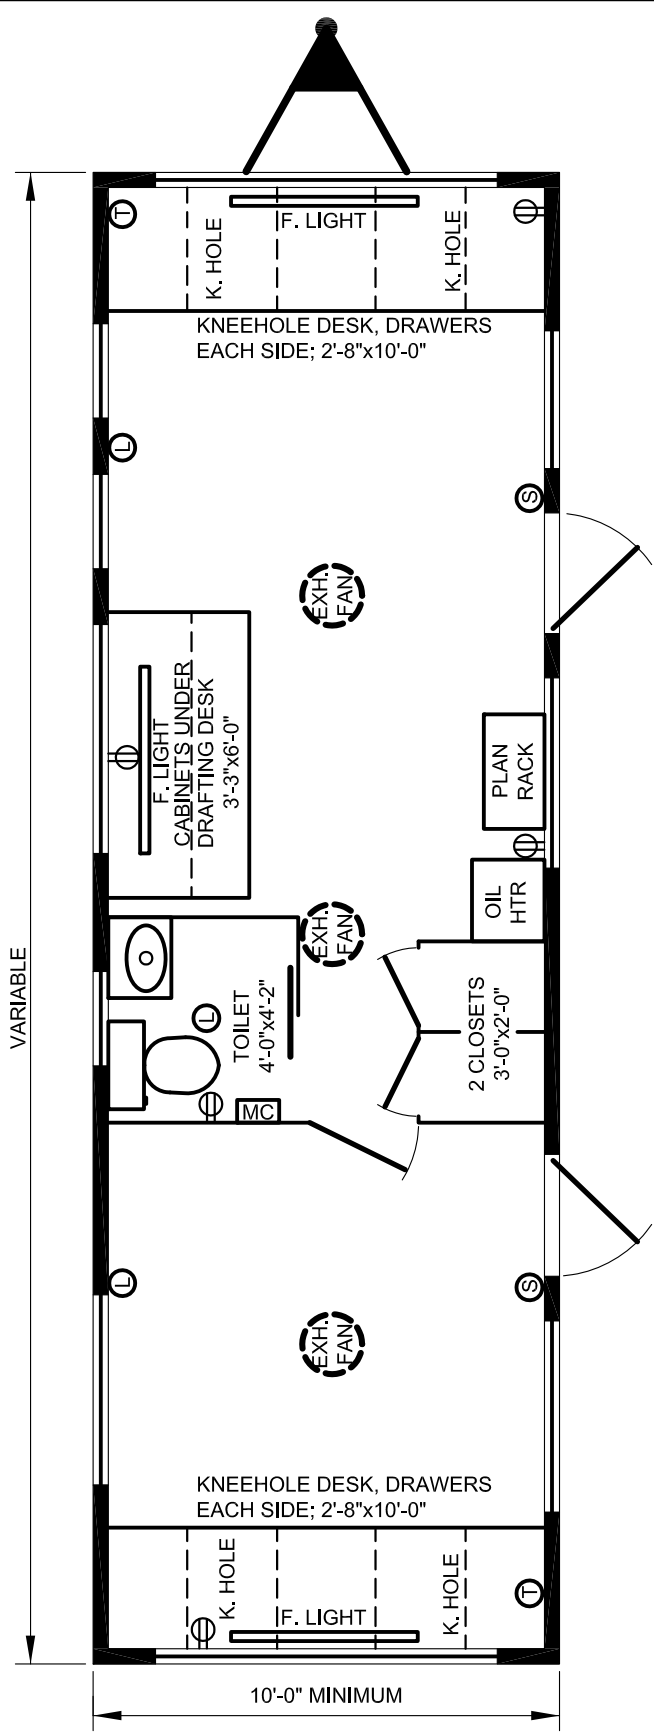 T
K. HOLE
F. LIGHT
K. HOLE
KNEEHOLE DESK, DRAWERS
EACH SIDE; 2'-8"x10'-0"
L
S
EXH.
FAN
F. LIGHT
CABINETS UNDER
DRAFTING DESK
3'-3"x6'-0"
PLAN
RACK
OIL
HTR
EXH.
FAN
VARIABLE
L
TOILET
4'-0"x4'-2"
2 CLOSETS
3'-0"x2'-0"
MC
L
S
EXH.
FAN
KNEEHOLE DESK, DRAWERS
EACH SIDE; 2'-8"x10'-0"
K. HOLE
F. LIGHT
K. HOLE
T
10'-0" MINIMUM